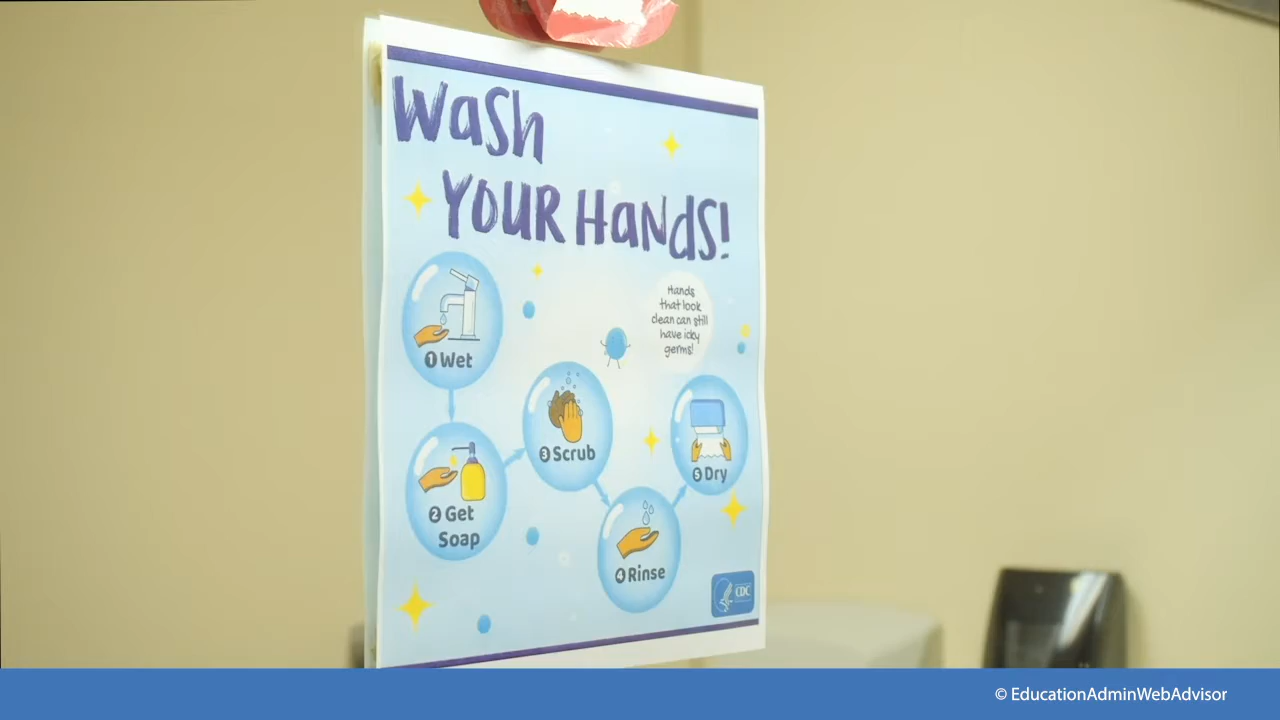 WaSh
YOUR HaNdS!
Hands
that look
clean can still
have icky
germs!
1 Wet
2 Get
Soap
3 Scrub
4 Rinse
5 Dry
CDC
© EducationAdminWebAdvisor